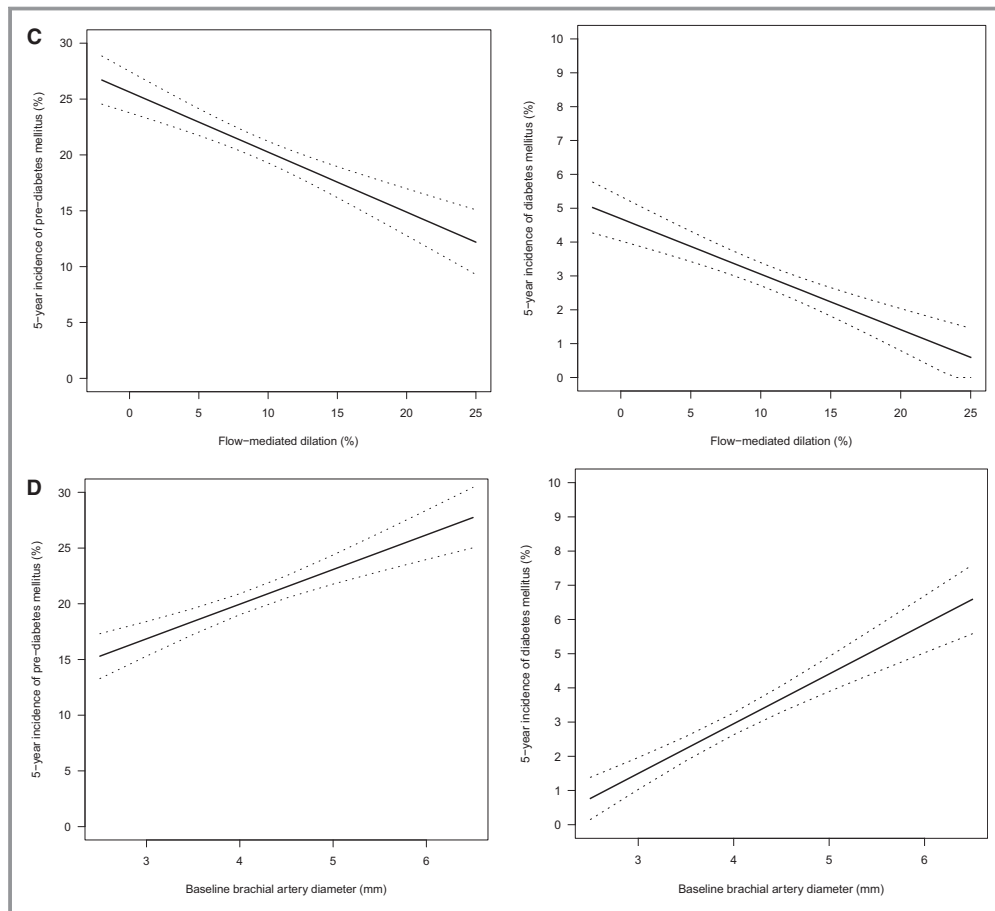 C
5−year incidence of pre−diabetes mellitus (%)
30
25
20
15
10
5
0
0 5 10 15 20 25
Flow−mediated dilation (%)
5−year incidence of diabetes mellitus (%)
10
9
8
7
6
5
4
3
2
1
0
0 5 10 15 20 25
Flow−mediated dilation (%)
D
5−year incidence of pre−diabetes mellitus (%)
30
25
20
15
10
5
0
3 4 5 6
Baseline brachial artery diameter (mm)
5−year incidence of diabetes mellitus (%)
10
9
8
7
6
5
4
3
2
1
0
3 4 5 6
Baseline brachial artery diameter (mm)